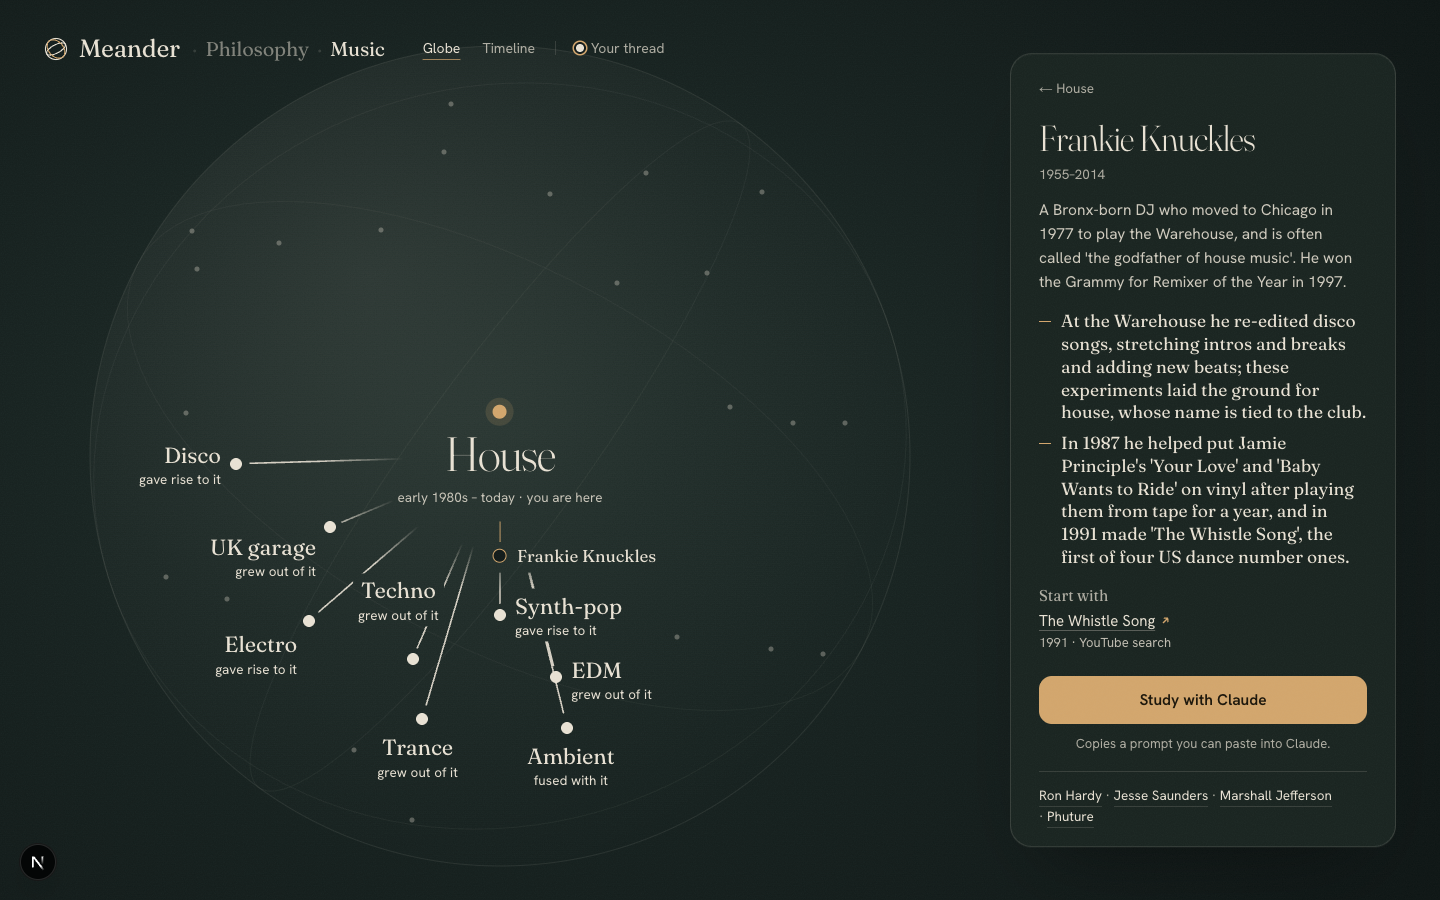 Meander · Philosophy · Music
Globe Timeline Your thread
Disco
gave rise to it
House
early 1980s – today · you are here
UK garage
grew out of it
Frankie Knuckles
Techno
grew out of it
Synth-pop
gave rise to it
Electro
gave rise to it
EDM
grew out of it
Trance
grew out of it
Ambient
fused with it
N
← House
Frankie Knuckles
1955–2014
A Bronx-born DJ who moved to Chicago in
1977 to play the Warehouse, and is often
called 'the godfather of house music'. He won
the Grammy for Remixer of the Year in 1997.
— At the Warehouse he re-edited disco
songs, stretching intros and breaks
and adding new beats; these
experiments laid the ground for
house, whose name is tied to the club.
— In 1987 he helped put Jamie
Principle's 'Your Love' and 'Baby
Wants to Ride' on vinyl after playing
them from tape for a year, and in
1991 made 'The Whistle Song', the
first of four US dance number ones.
Start with
The Whistle Song ↗
1991 · YouTube search
Study with Claude
Copies a prompt you can paste into Claude.
Ron Hardy · Jesse Saunders · Marshall Jefferson
· Phuture